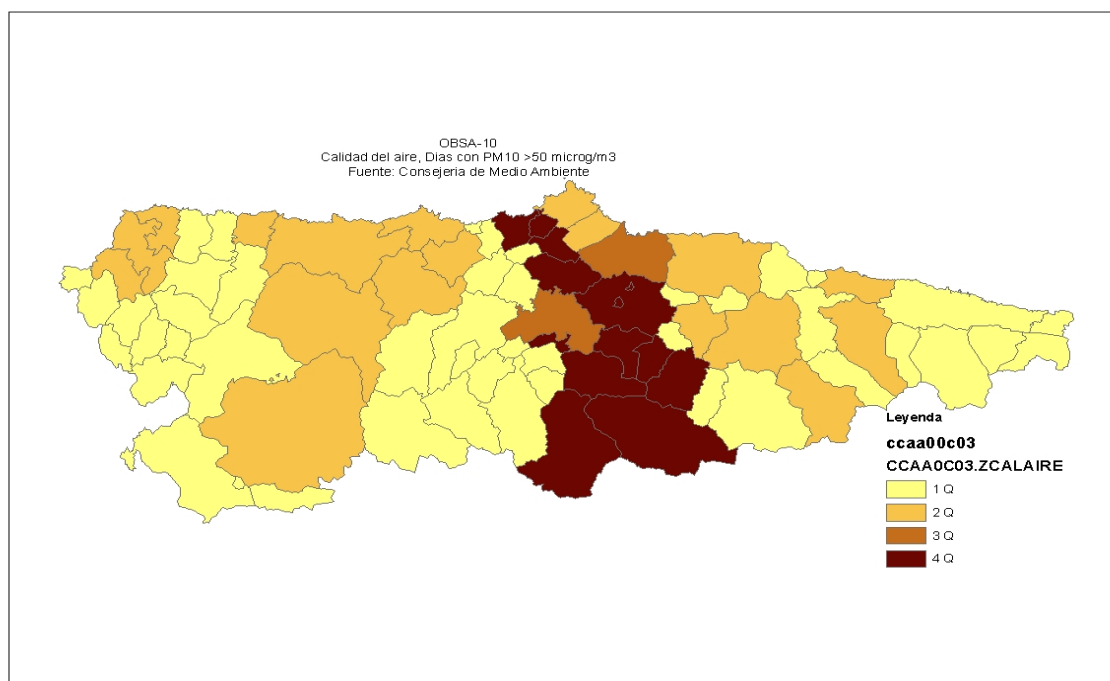 OBSA-10
Calidad del aire, Dias con PM10 >50 microg/m3
Fuente: Consejeria de Medio Ambiente
Leyenda
ccaa00c03
CCAA0C03.ZCALAIRE
1 Q
2 Q
3 Q
4 Q